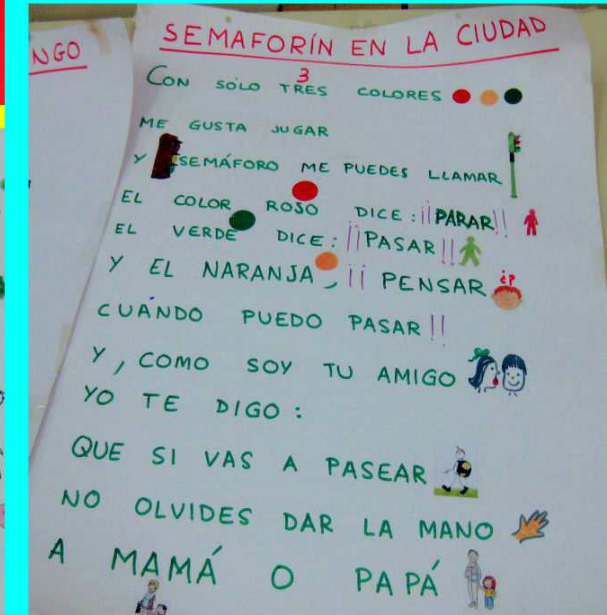 NGO
SEMAFORÍN EN LA CIUDAD
3
CON SÓLO TRES COLORES
ME GUSTA JUGAR
Y SEMÁFORO ME PUEDES LLAMAR
EL COLOR ROJO DICE: ¡¡PARAR!!
EL VERDE DICE: ¡¡PASAR!!
Y EL NARANJA, ¡¡ PENSAR ¿?
CUÁNDO PUEDO PASAR!!
Y, COMO SOY TU AMIGO
YO TE DIGO:
QUE SI VAS A PASEAR
NO OLVIDES DAR LA MANO
A MAMÁ O PAPÁ